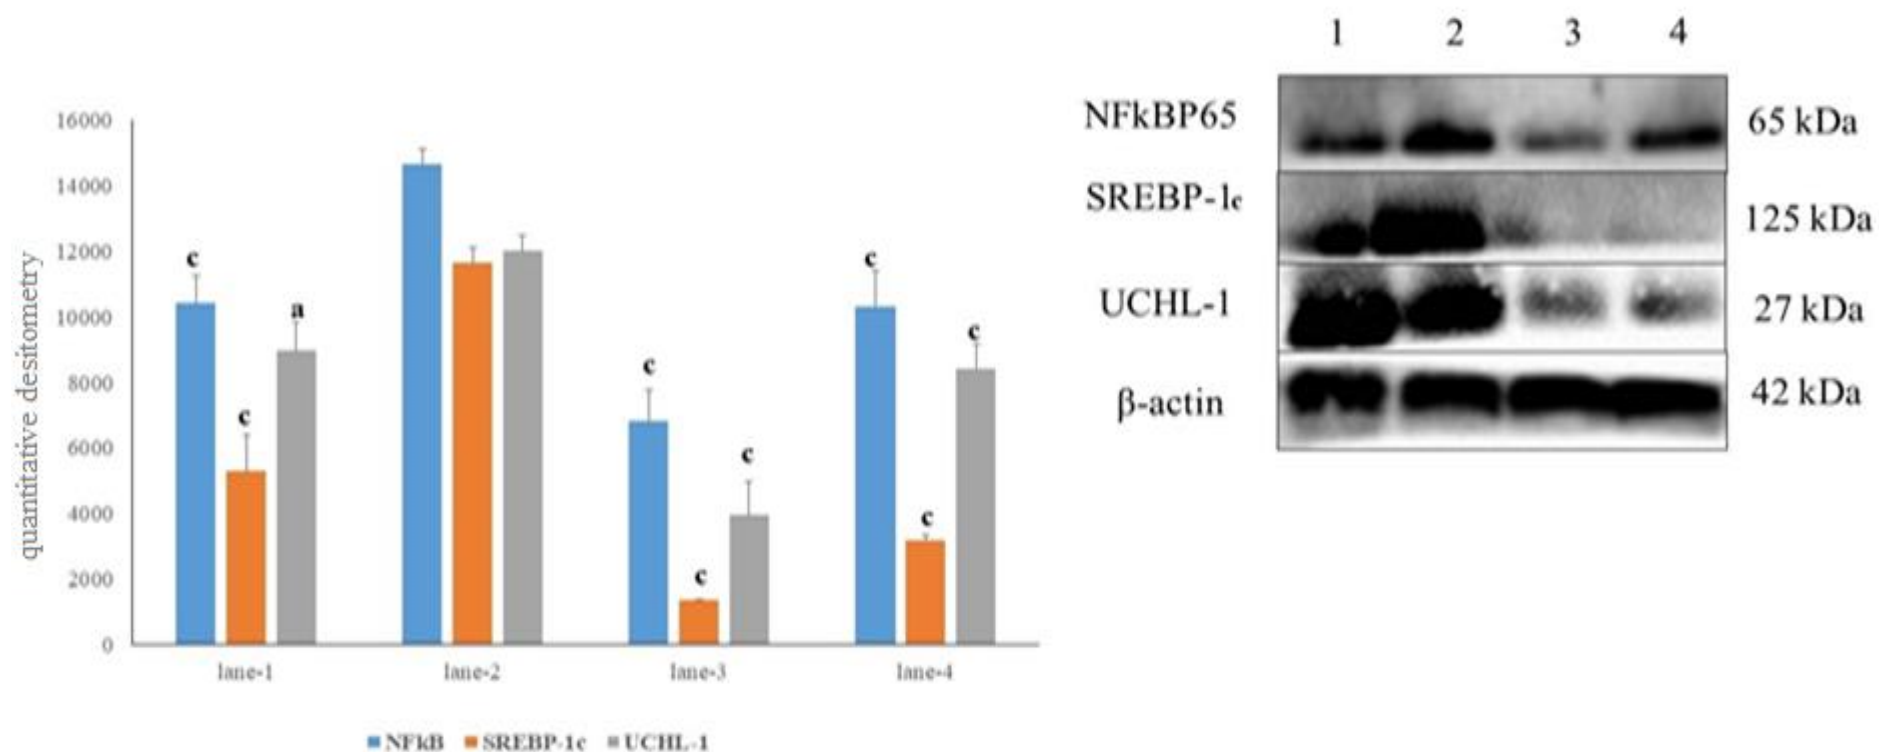 quantitative desitometry
16000
14000
12000
10000
8000
6000
4000
2000
0
c
c
a
c
c
c
c
c
c
lane-1
lane-2
lane-3
lane-4
NFkB SREBP-1c UCHL-1
1 2 3 4
NFkBP65 65 kDa
SREBP-1c 125 kDa
UCHL-1 27 kDa
β-actin 42 kDa